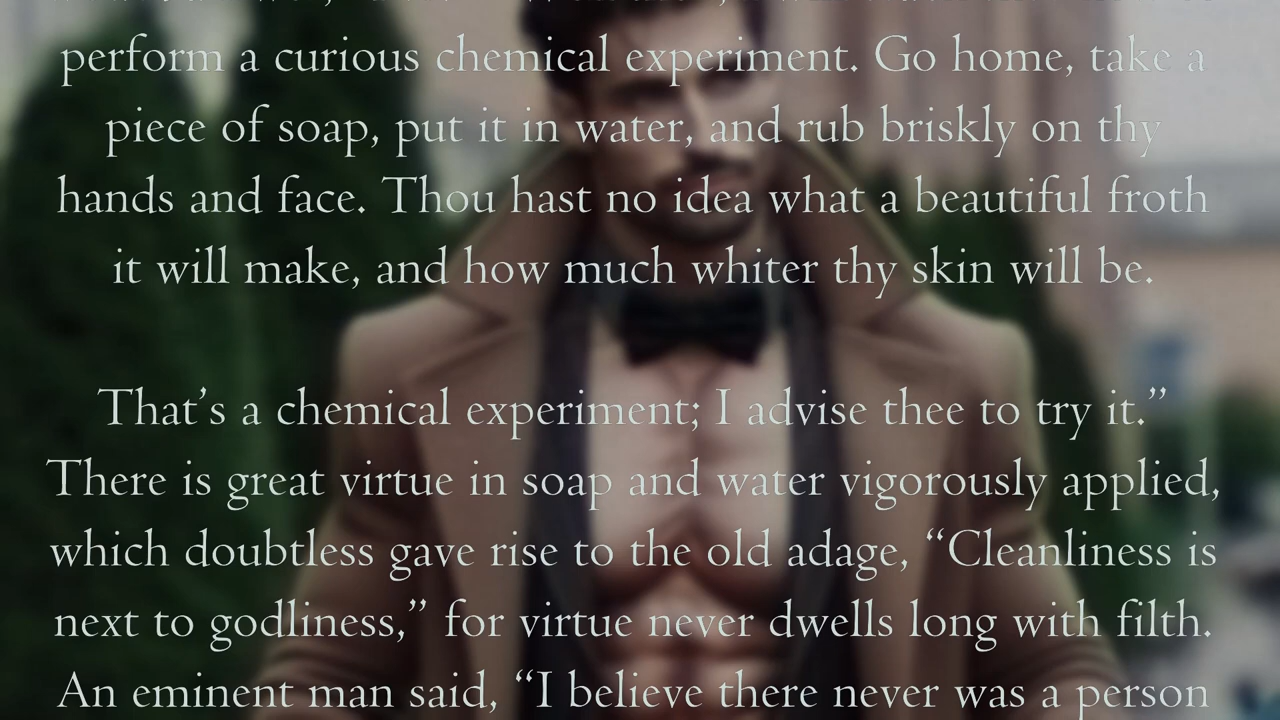 perform a curious chemical experiment. Go home, take a
piece of soap, put it in water, and rub briskly on thy
hands and face. Thou hast no idea what a beautiful froth
it will make, and how much whiter thy skin will be.
That’s a chemical experiment; I advise thee to try it.”
There is great virtue in soap and water vigorously applied,
which doubtless gave rise to the old adage, “Cleanliness is
next to godliness,” for virtue never dwells long with filth.
An eminent man said, “I believe there never was a person